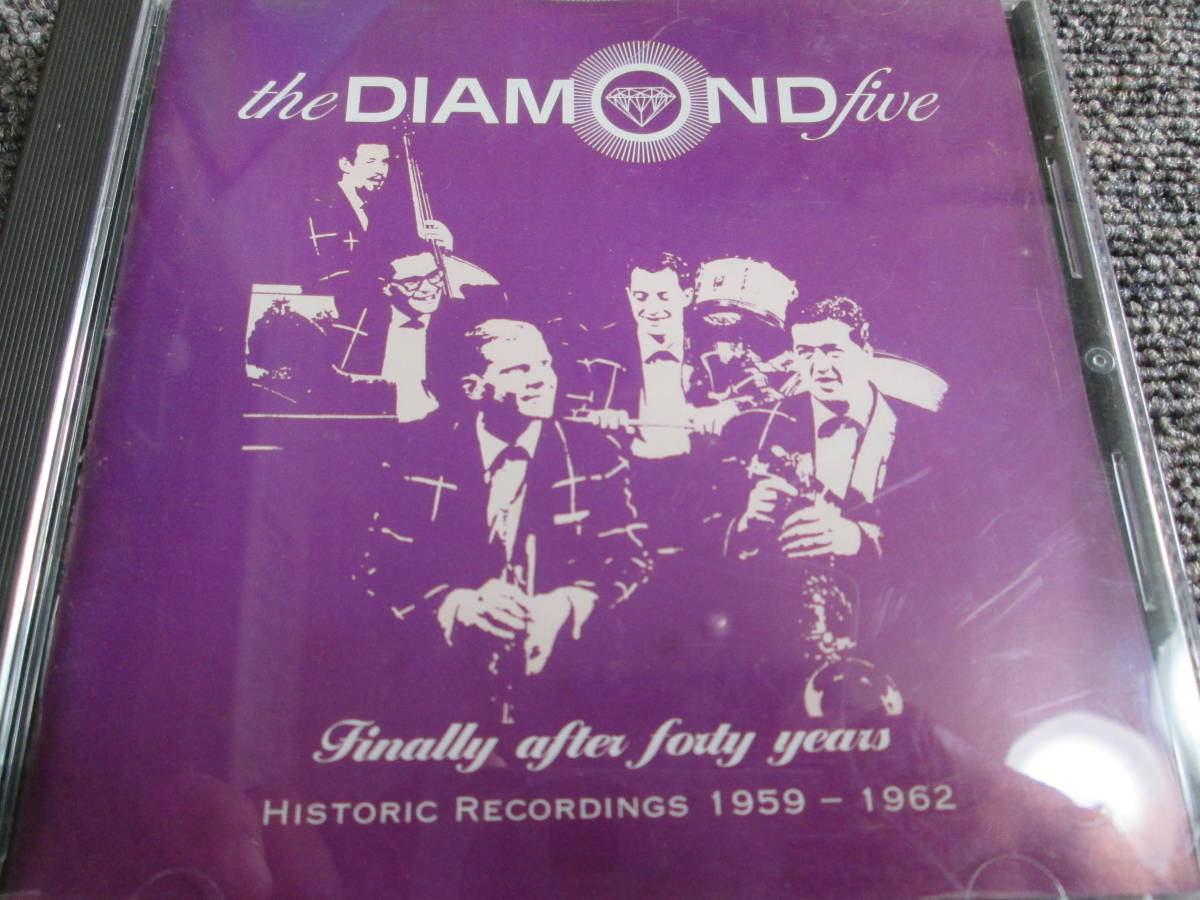 the DIAMOND five
Finally after forty years
HISTORIC RECORDINGS 1959 – 1962